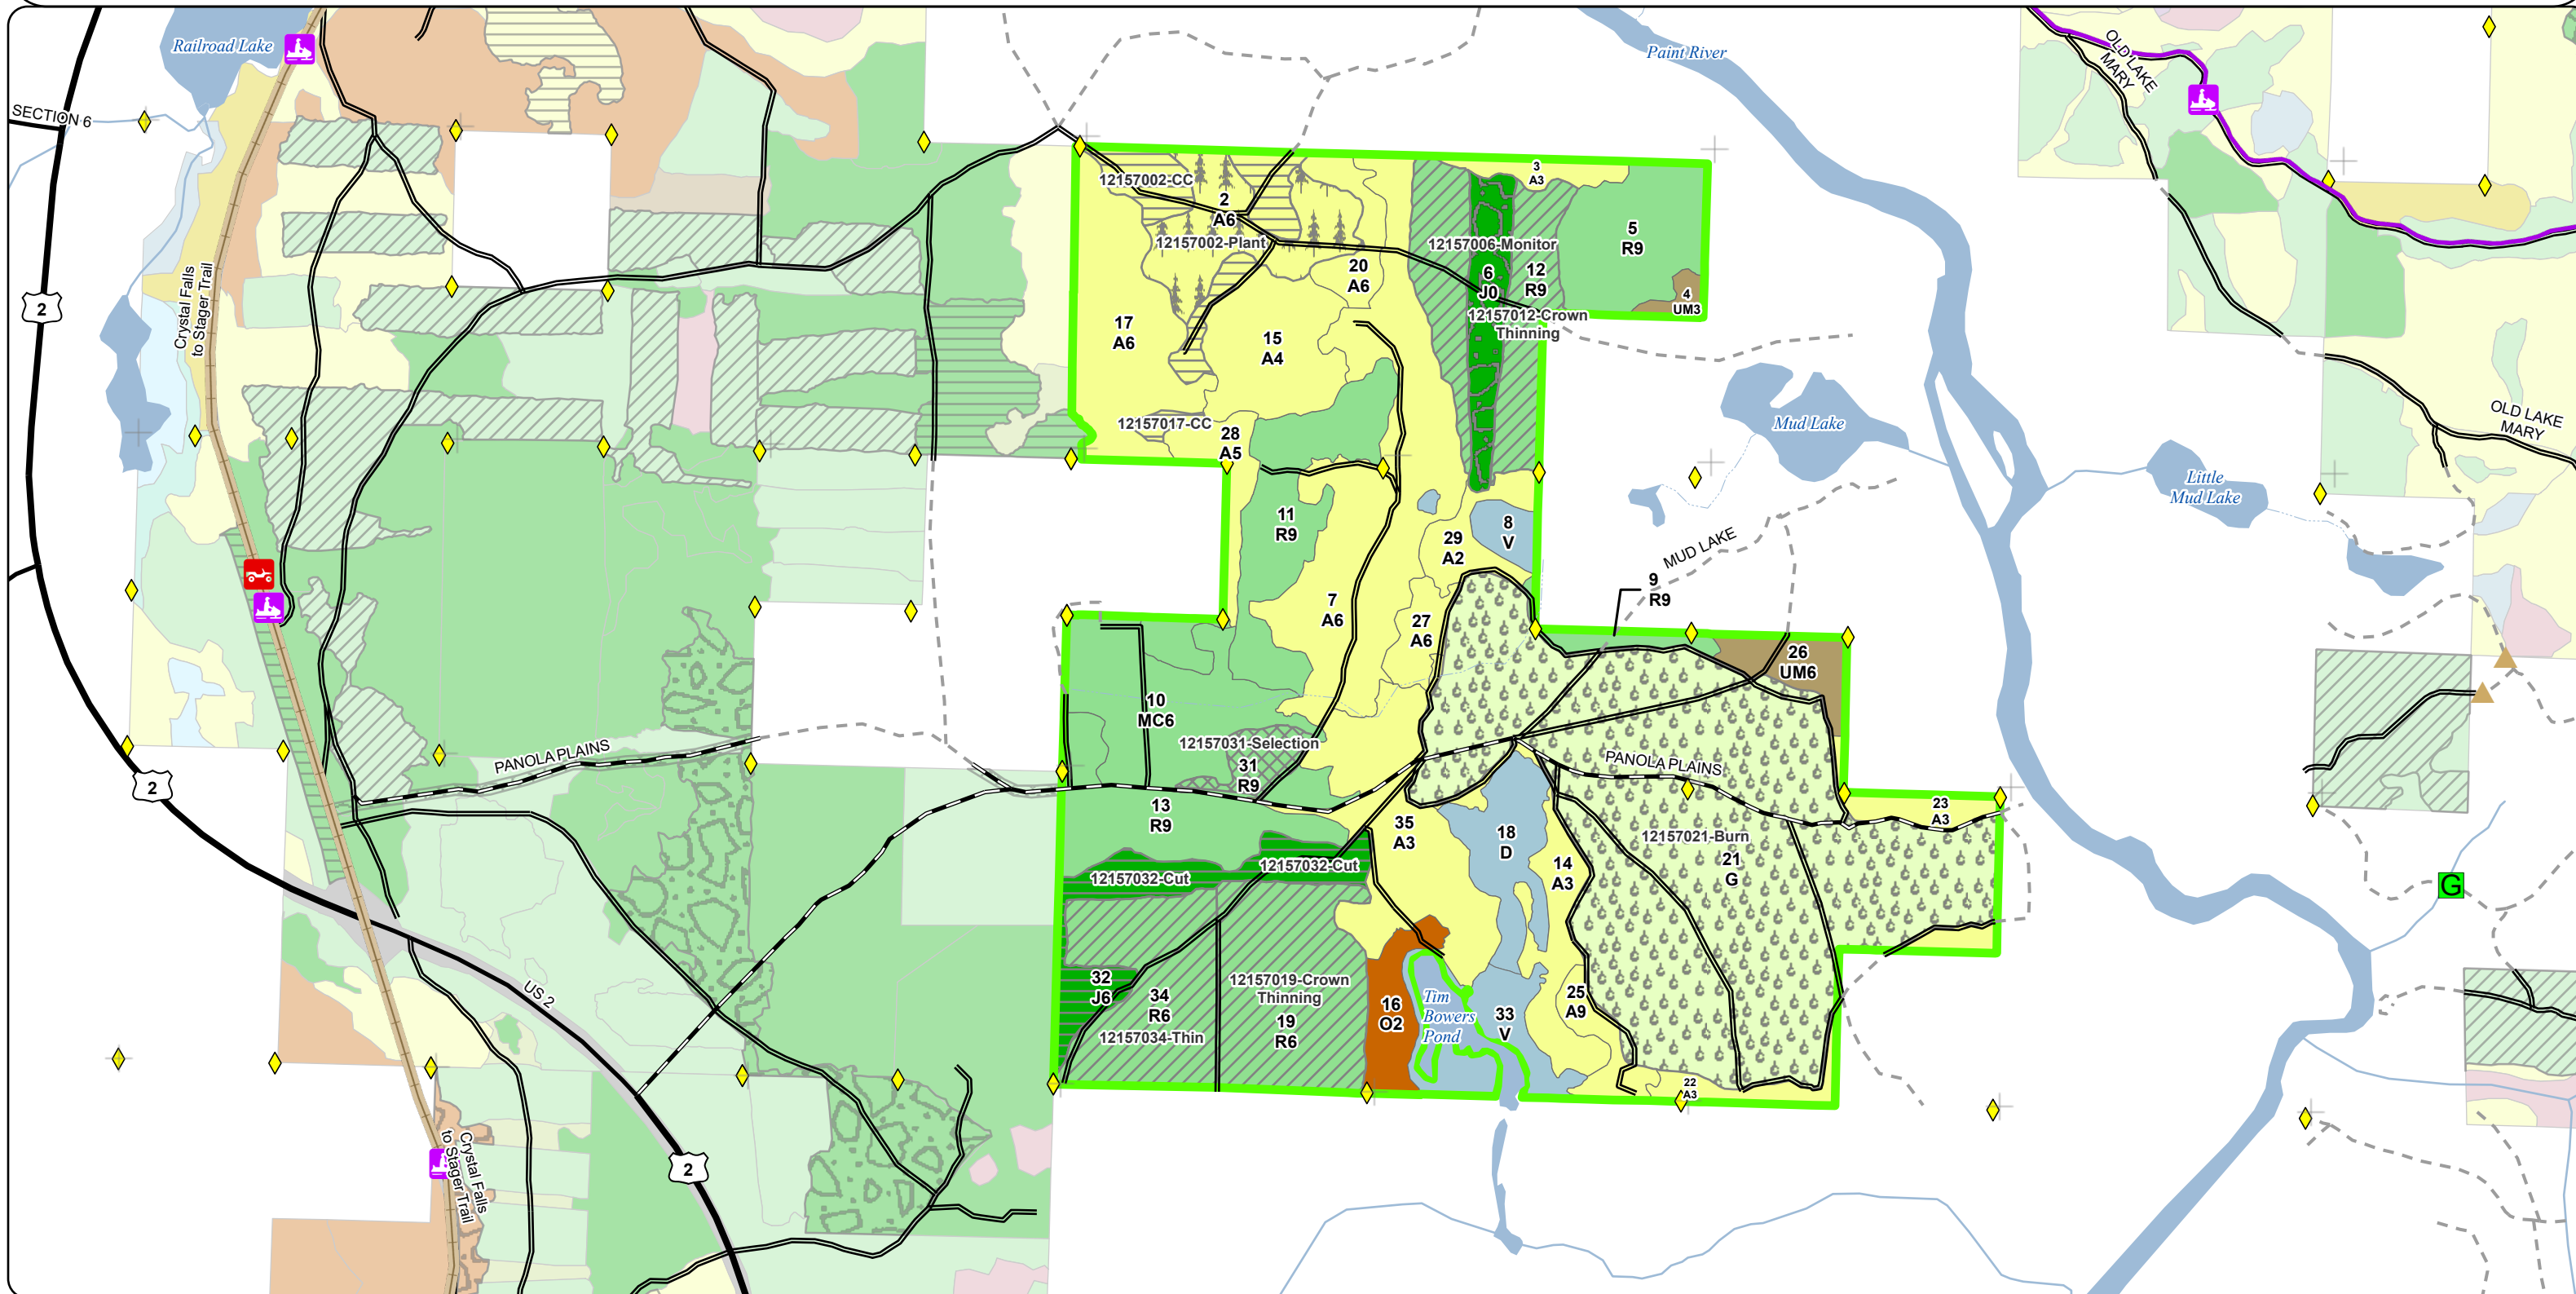 Railroad Lake
SECTION 6
2
Crystal Falls
to Stager Trail
Paint River
OLD LAKE
MARY
12157002-CC
2
A6
12157002-Plant
3
A3
5
R9
12157006-Monitor
6
J0
12
R9
4
UM3
12157012-Crown
Thinning
20
A6
17
A6
15
A4
12157017-CC
28
A5
Mud Lake
OLD LAKE
MARY
Little
Mud Lake
11
R9
8
V
29
A2
MUD LAKE
9
R9
7
A6
27
A6
26
UM6
10
MC6
12157031-Selection
31
R9
PANOLA PLAINS
PANOLA PLAINS
2
13
R9
23
A3
35
A3
18
D
12157021-Burn
21
G
14
A3
12157032-Cut
12157032-Cut
G
32
J6
34
R6
12157034-Thin
12157019-Crown
Thinning
19
R6
16
O2
Tim
Bowers
Pond
33
V
25
A9
22
A3
US 2
2
Crystal Falls
to Stager Trail